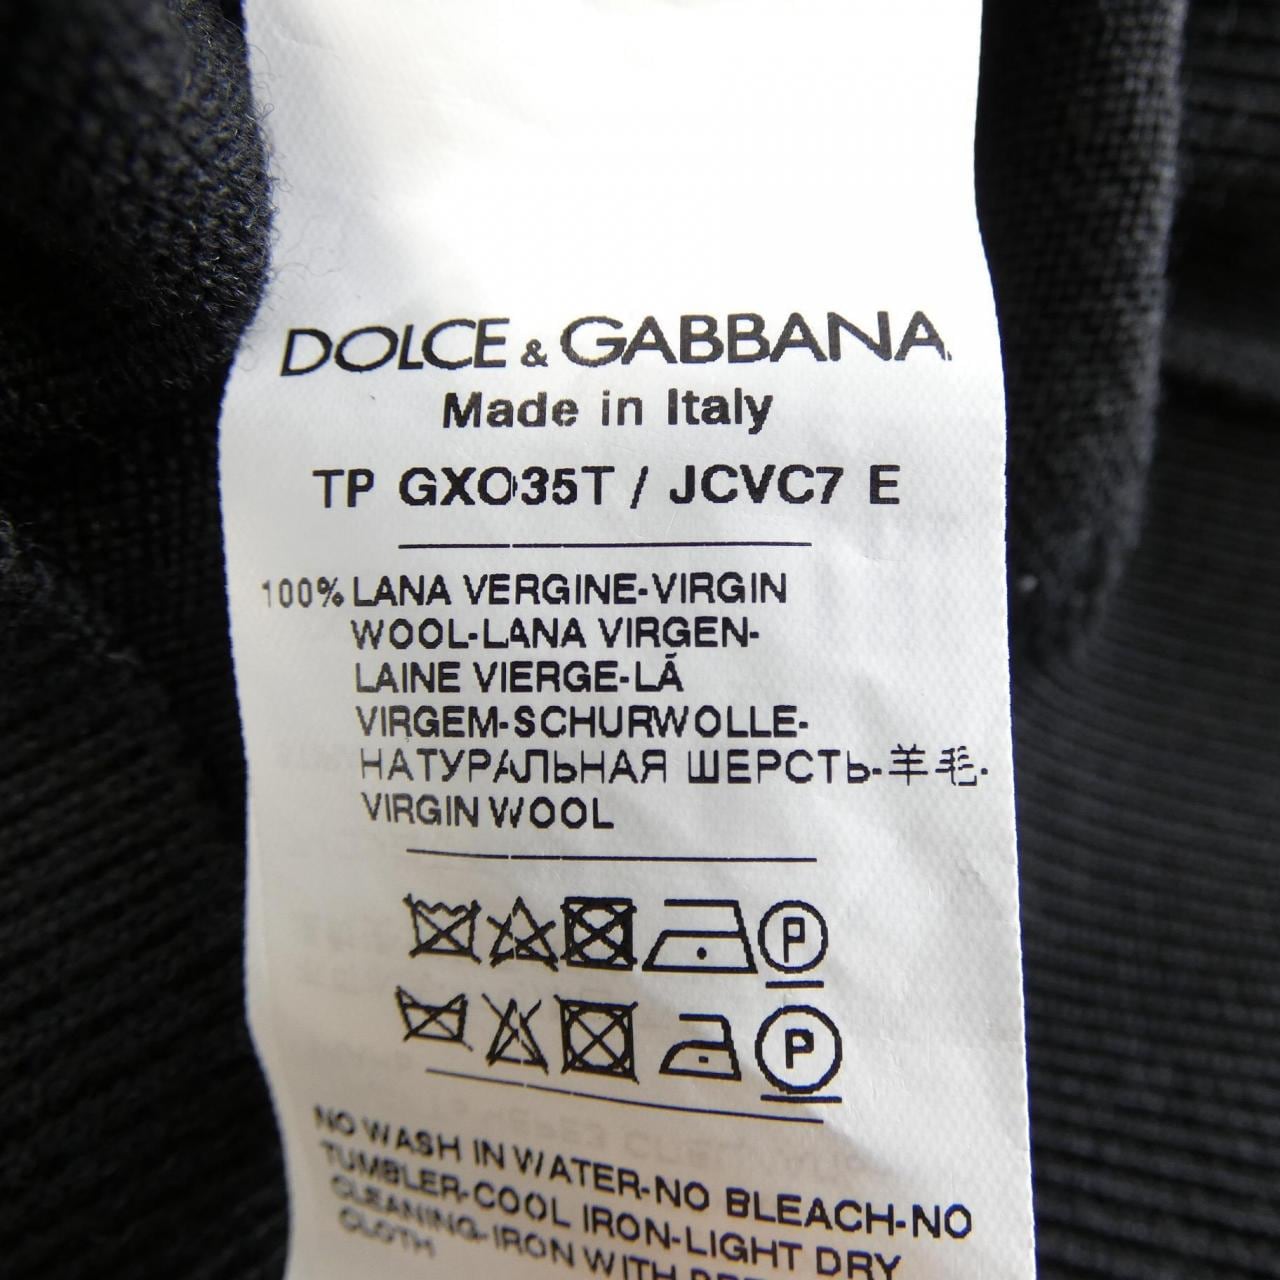 DOLCE & GABBANA
Made in Italy
TP GXO35T / JCVC7 E
100% LANA VERGINE-VIRGIN
WOOL-LANA VIRGEN-
LAINE VIERGE-LÃ
VIRGEM-SCHURWOLLE-
НАТУРАЛЬНАЯ ШЕРСТЬ-羊毛-
VIRGIN WOOL
P
P
NO WASH IN WATER-NO BLEACH-NO
TUMBLER-COOL IRON-LIGHT DRY
CLEANING-IRON WITH
CLOTH